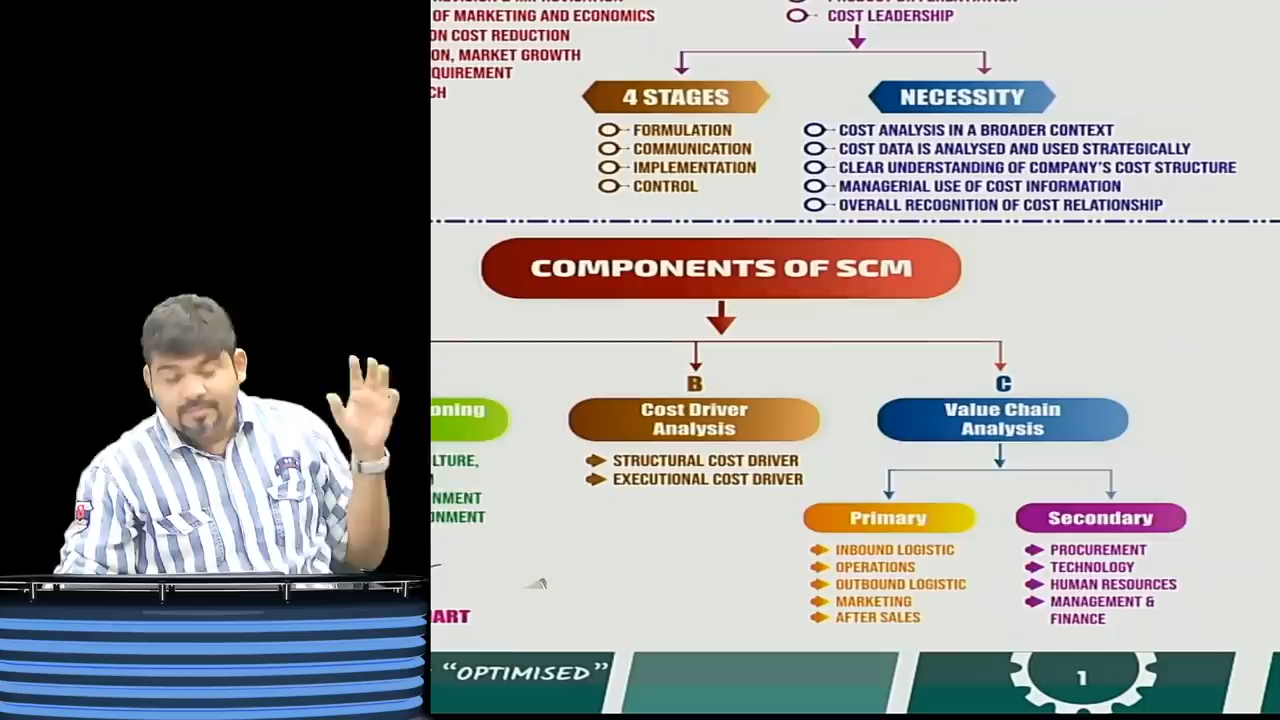 OF MARKETING AND ECONOMICS
COST LEADERSHIP
ON COST REDUCTION
ON, MARKET GROWTH
QUIREMENT
CH
4 STAGES
FORMULATION
COMMUNICATION
IMPLEMENTATION
CONTROL
NECESSITY
COST ANALYSIS IN A BROADER CONTEXT
COST DATA IS ANALYSED AND USED STRATEGICALLY
CLEAR UNDERSTANDING OF COMPANY'S COST STRUCTURE
MANAGERIAL USE OF COST INFORMATION
OVERALL RECOGNITION OF COST RELATIONSHIP
COMPONENTS OF SCM
oning
LTURE,
ONMENT
B
Cost Driver
Analysis
STRUCTURAL COST DRIVER
EXECUTIONAL COST DRIVER
C
Value Chain
Analysis
Primary
INBOUND LOGISTIC
OPERATIONS
OUTBOUND LOGISTIC
MARKETING
AFTER SALES
Secondary
PROCUREMENT
TECHNOLOGY
HUMAN RESOURCES
MANAGEMENT &
FINANCE
ART
"OPTIMISED"
1